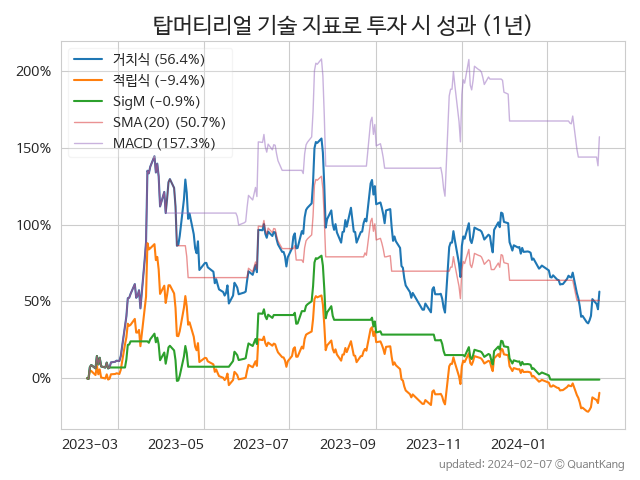 탑머티리얼 기술 지표로 투자 시 성과 (1년)
거치식 (56.4%)
적립식 (−9.4%)
SigM (−0.9%)
SMA(20) (50.7%)
MACD (157.3%)
200%
150%
100%
50%
0%
2023-03 2023-05 2023-07 2023-09 2023-11 2024-01
updated: 2024-02-07 © QuantKang